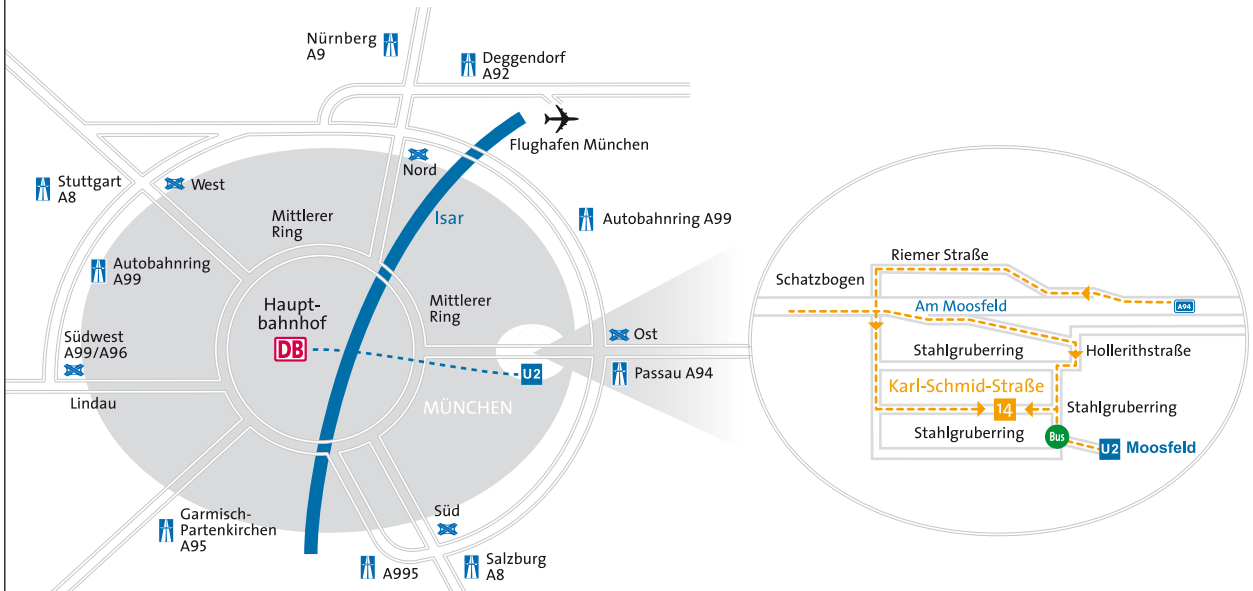 Nürnberg
A9
Deggendorf
A92
Flughafen München
Nord
Stuttgart
A8
West
Mittlerer
Ring
Isar
Autobahnring A99
Autobahnring
A99
Haupt-
bahnhof
DB
Mittlerer
Ring
Südwest
A99/A96
Lindau
Ost
U2
Passau A94
MÜNCHEN
Garmisch-
Partenkirchen
A95
Süd
A995
Salzburg
A8
Riemer Straße
Schatzbogen
Am Moosfeld
A94
Stahlgruberring
Hollerithstraße
Karl-Schmid-Straße
14
Stahlgruberring
Stahlgruberring
Bus
U2 Moosfeld